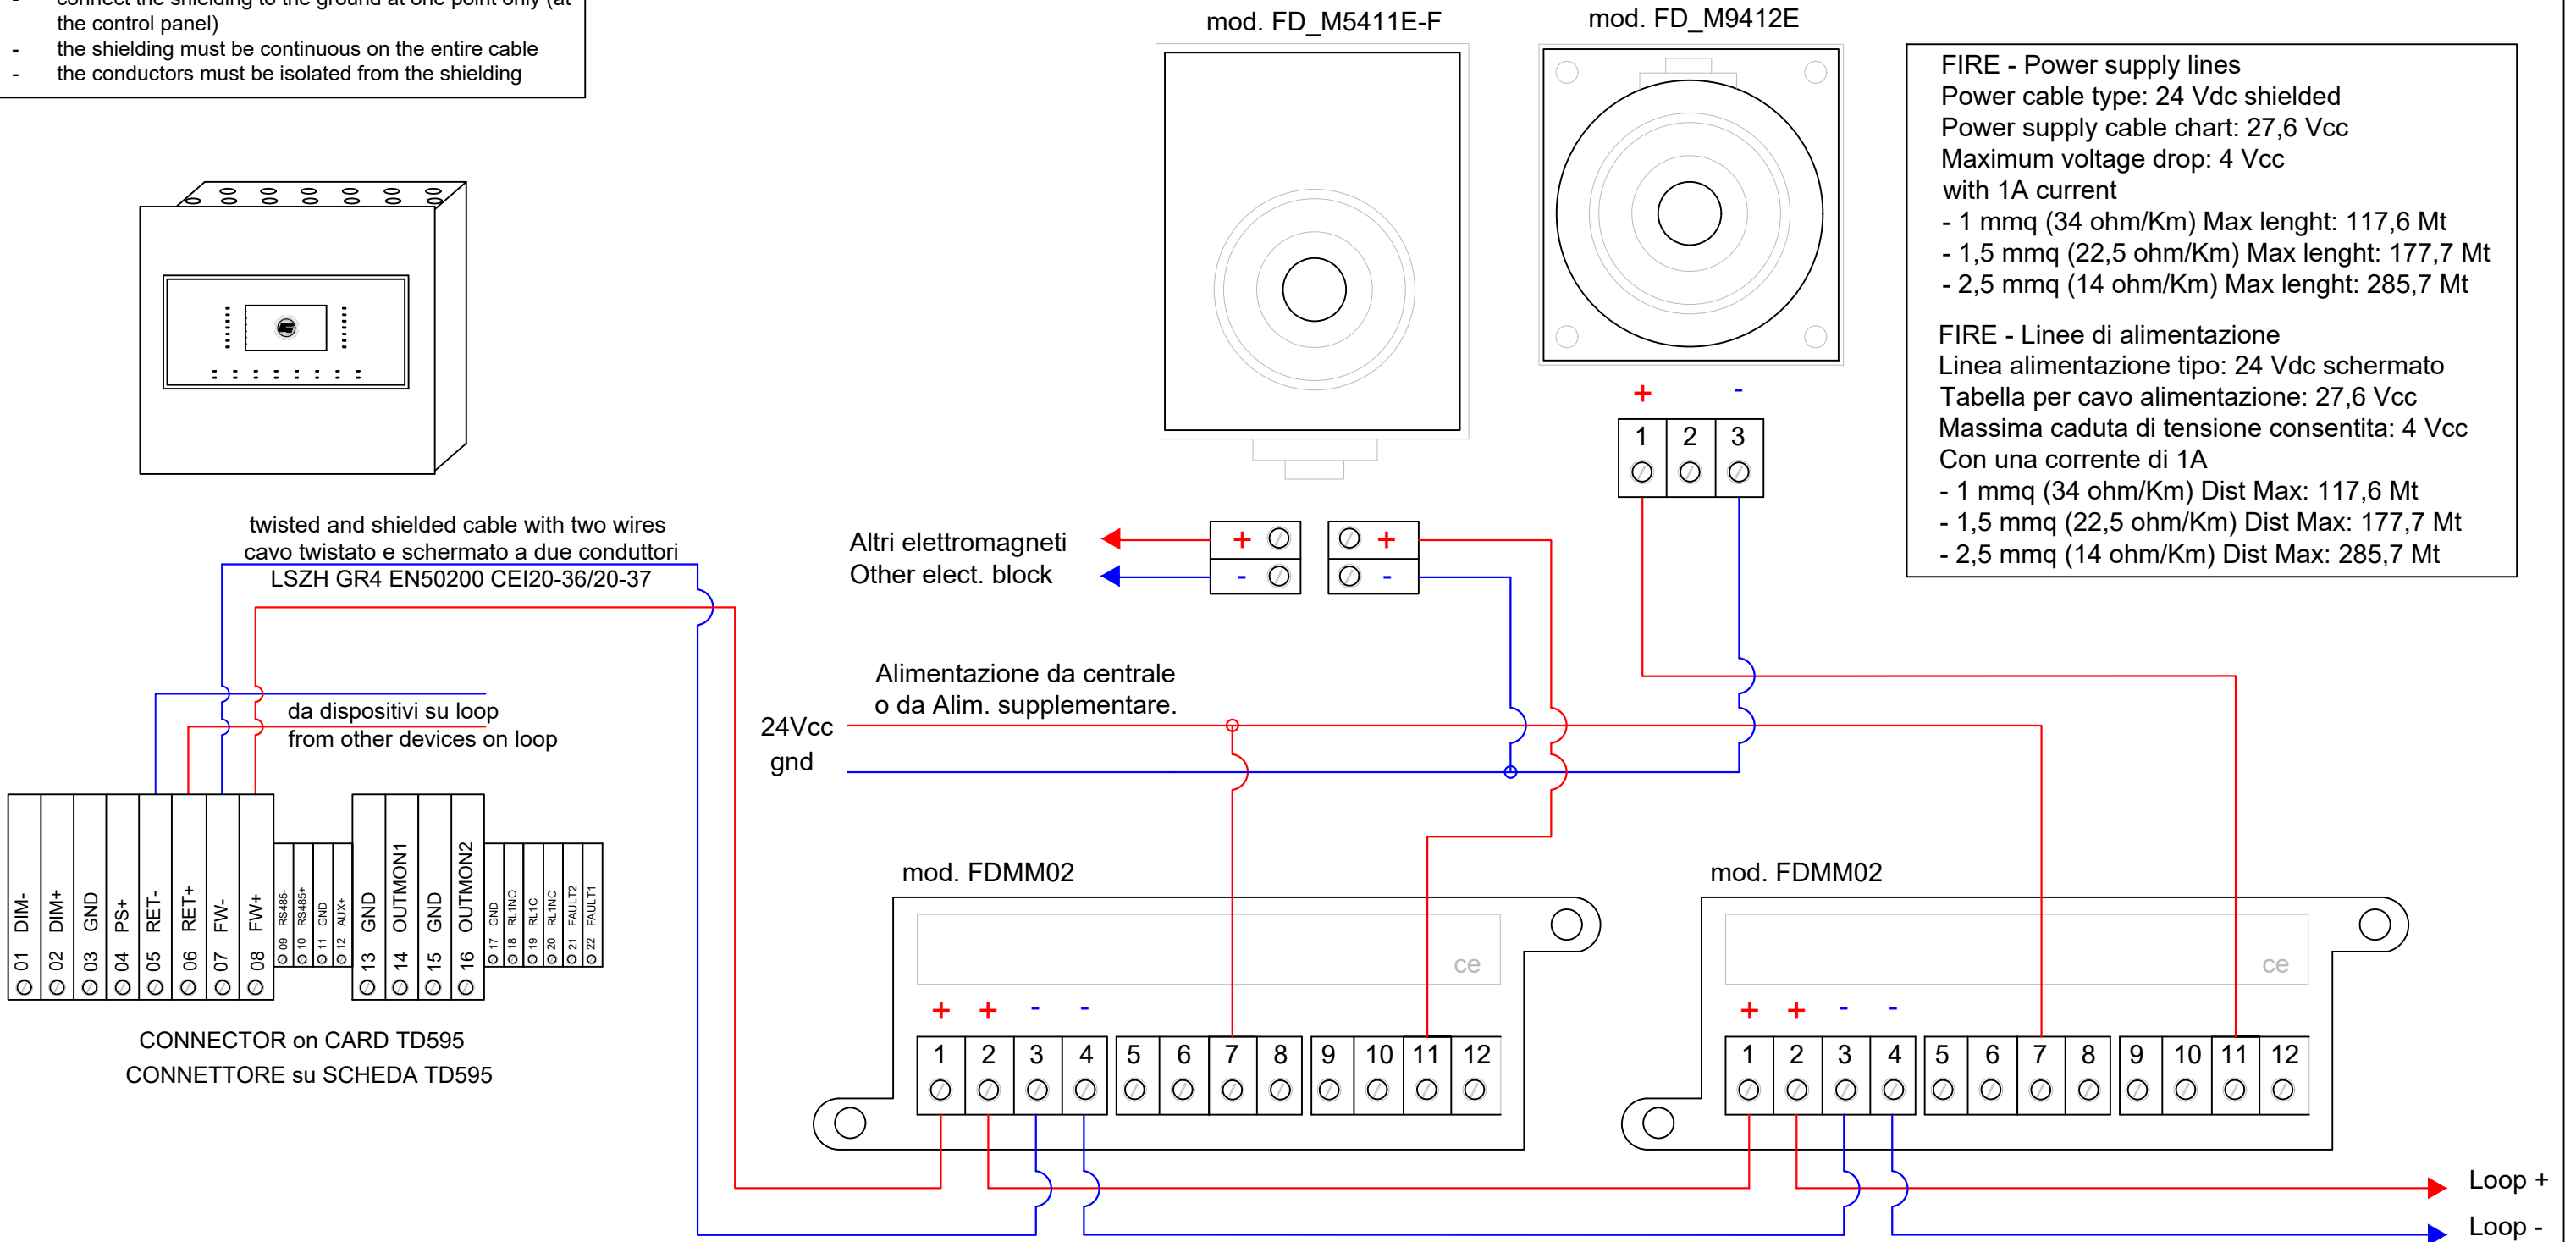 - connect the shielding to the ground at one point only (at
the control panel)
- the shielding must be continuous on the entire cable
- the conductors must be isolated from the shielding
mod. FD_M5411E-F
mod. FD_M9412E
FIRE - Power supply lines
Power cable type: 24 Vdc shielded
Power supply cable chart: 27,6 Vcc
Maximum voltage drop: 4 Vcc
with 1A current
- 1 mmq (34 ohm/Km) Max lenght: 117,6 Mt
- 1,5 mmq (22,5 ohm/Km) Max lenght: 177,7 Mt
- 2,5 mmq (14 ohm/Km) Max lenght: 285,7 Mt
FIRE - Linee di alimentazione
Linea alimentazione tipo: 24 Vdc schermato
Tabella per cavo alimentazione: 27,6 Vcc
Massima caduta di tensione consentita: 4 Vcc
Con una corrente di 1A
- 1 mmq (34 ohm/Km) Dist Max: 117,6 Mt
- 1,5 mmq (22,5 ohm/Km) Dist Max: 177,7 Mt
- 2,5 mmq (14 ohm/Km) Dist Max: 285,7 Mt
+ -
1 2 3
twisted and shielded cable with two wires
cavo twistato e schermato a due conduttori
LSZH GR4 EN50200 CEI20-36/20-37
Altri elettromagneti
Other elect. block
+ +
- -
Alimentazione da centrale
o da Alim. supplementare.
24Vcc
gnd
da dispositivi su loop
from other devices on loop
01 DIM-
02 DIM+
03 GND
04 PS+
05 RET-
06 RET+
07 FW-
08 FW+
09 RS485-
10 RS485+
11 GND
12 AUX+
13 GND
14 OUTMON1
15 GND
16 OUTMON2
17 GND
18 RL1NO
19 RL1C
20 RL1NC
21 FAULT2
22 FAULT1
CONNECTOR on CARD TD595
CONNETTORE su SCHEDA TD595
mod. FDMM02
ce
+ + - -
1 2 3 4 5 6 7 8 9 10 11 12
mod. FDMM02
ce
+ + - -
1 2 3 4 5 6 7 8 9 10 11 12
Loop +
Loop -